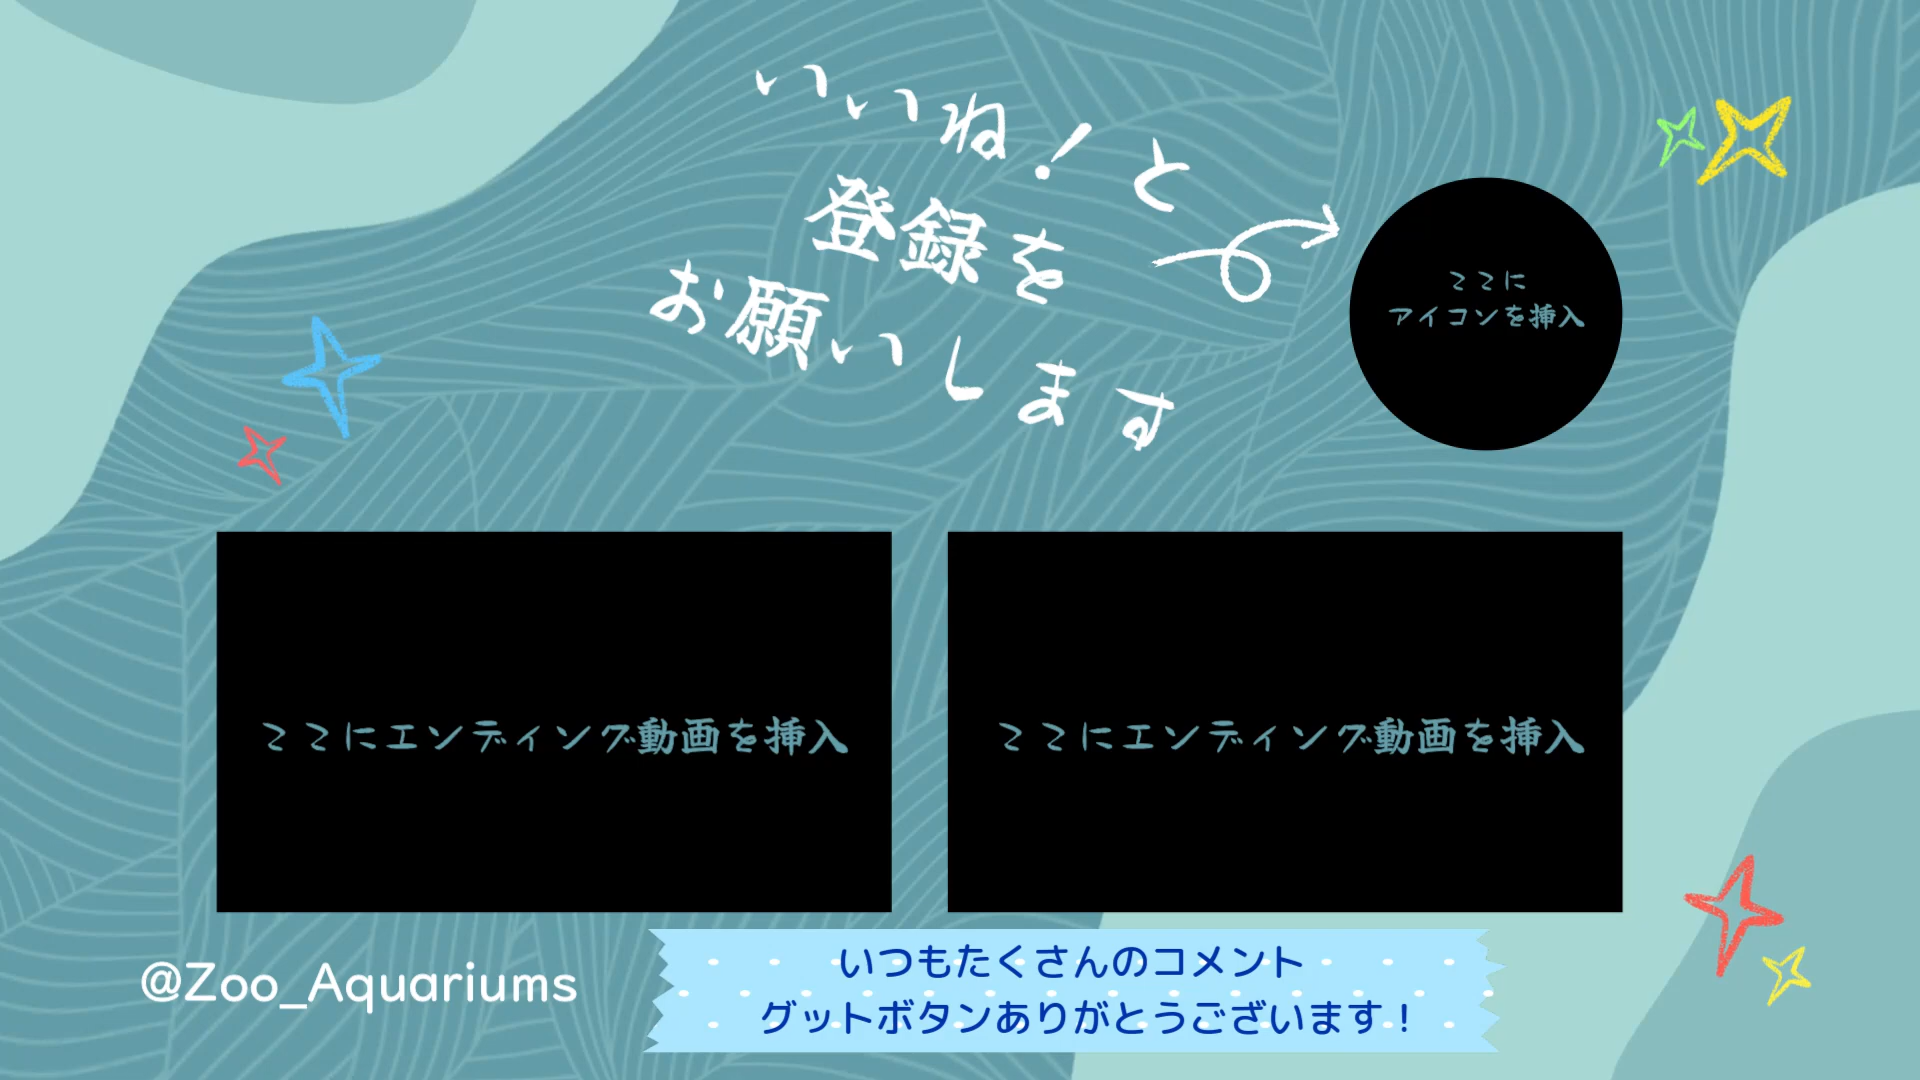 いいね！と
登録を
お願いします
ここに
アイコンを挿入
ここにエンディング動画を挿入
ここにエンディング動画を挿入
@Zoo_Aquariums
いつもたくさんのコメント
グットボタンありがとうございます！